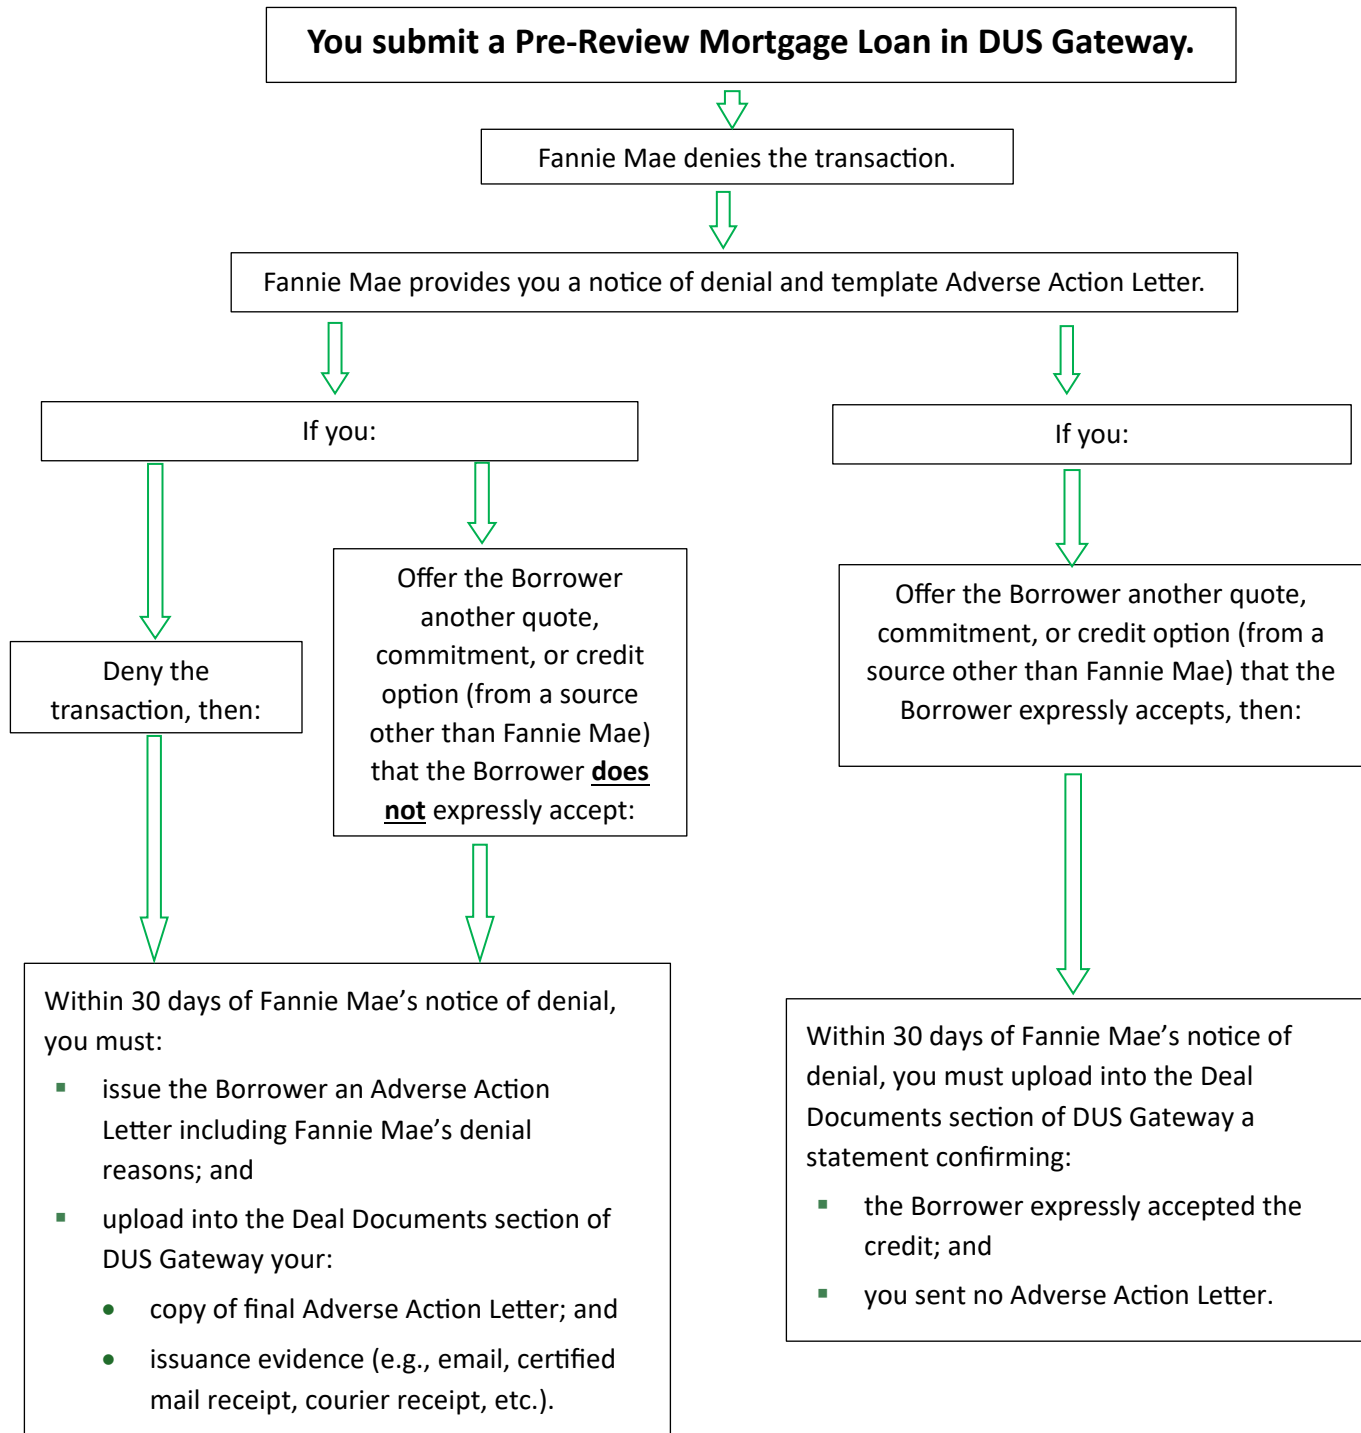 You submit a Pre-Review Mortgage Loan in DUS Gateway.
Fannie Mae denies the transaction.
Fannie Mae provides you a notice of denial and template Adverse Action Letter.
If you:
Deny the
transaction, then:
Offer the Borrower
another quote,
commitment, or credit
option (from a source
other than Fannie Mae)
that the Borrower does
not expressly accept:
Within 30 days of Fannie Mae’s notice of denial,
you must:
▪ issue the Borrower an Adverse Action
Letter including Fannie Mae’s denial
reasons; and
▪ upload into the Deal Documents section of
DUS Gateway your:
• copy of final Adverse Action Letter; and
• issuance evidence (e.g., email, certified
mail receipt, courier receipt, etc.).
If you:
Offer the Borrower another quote,
commitment, or credit option (from a
source other than Fannie Mae) that the
Borrower expressly accepts, then:
Within 30 days of Fannie Mae’s notice of
denial, you must upload into the Deal
Documents section of DUS Gateway a
statement confirming:
▪ the Borrower expressly accepted the
credit; and
▪ you sent no Adverse Action Letter.